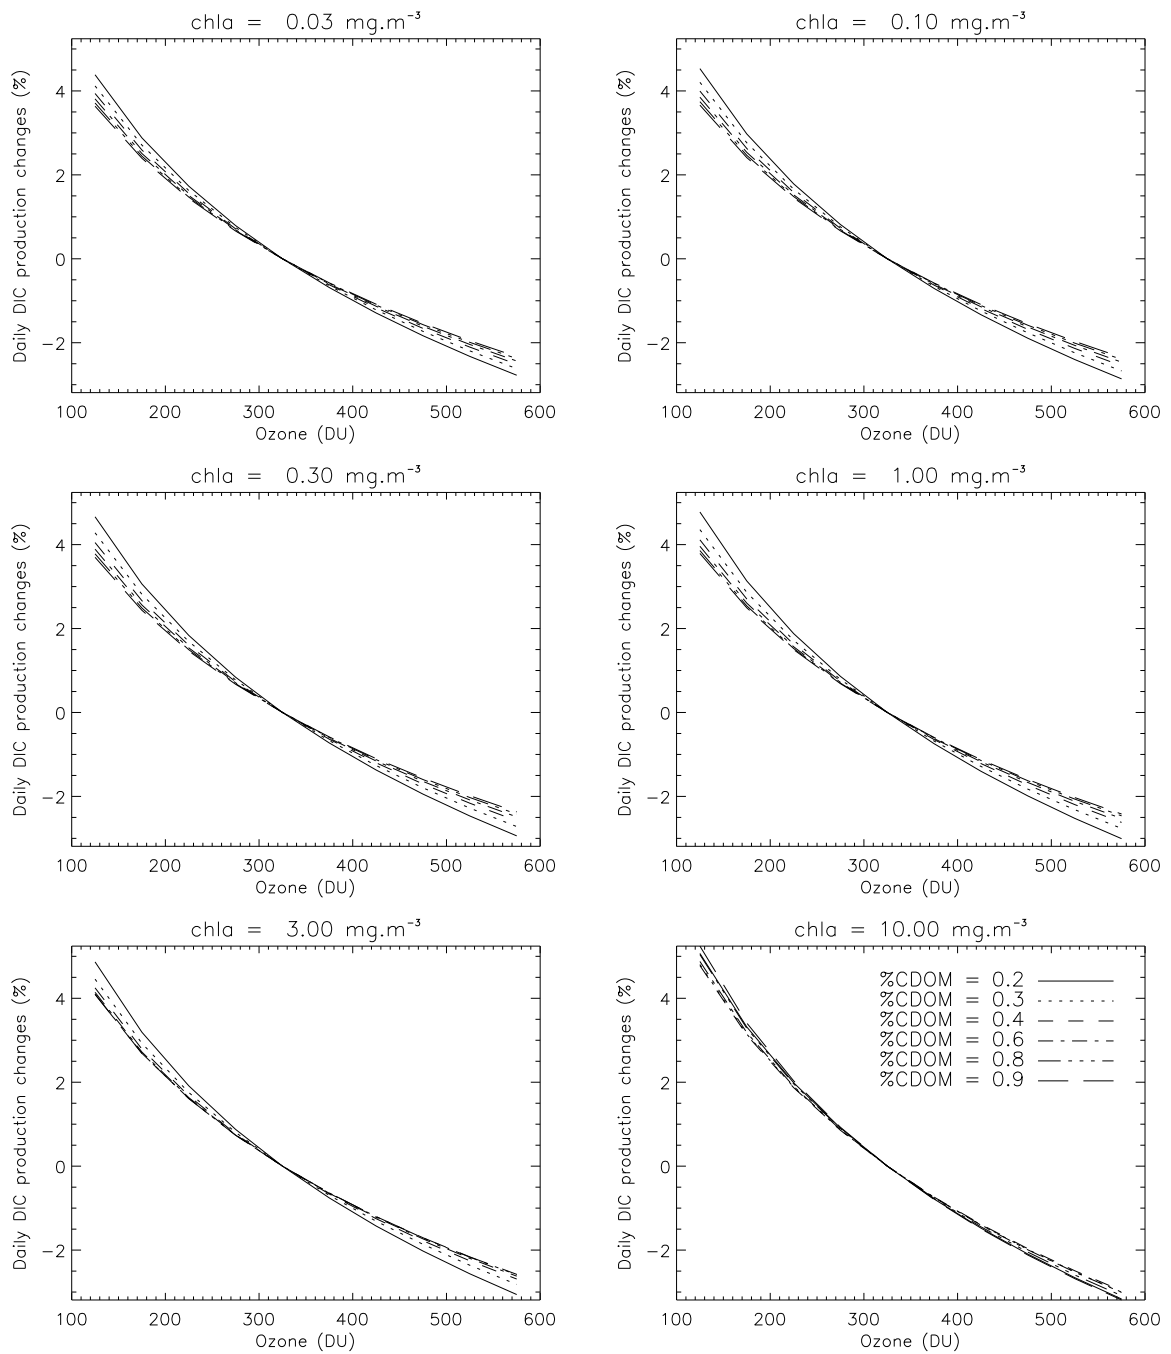 chla =   0.03 mg.m⁻³
Daily DIC production changes (%)
4
2
0
−2
100 200 300 400 500 600
Ozone (DU)
chla =   0.10 mg.m⁻³
Daily DIC production changes (%)
4
2
0
−2
100 200 300 400 500 600
Ozone (DU)
chla =   0.30 mg.m⁻³
Daily DIC production changes (%)
4
2
0
−2
100 200 300 400 500 600
Ozone (DU)
chla =   1.00 mg.m⁻³
Daily DIC production changes (%)
4
2
0
−2
100 200 300 400 500 600
Ozone (DU)
chla =   3.00 mg.m⁻³
Daily DIC production changes (%)
4
2
0
−2
100 200 300 400 500 600
Ozone (DU)
chla = 10.00 mg.m⁻³
Daily DIC production changes (%)
4
2
0
−2
%CDOM = 0.2
%CDOM = 0.3
%CDOM = 0.4
%CDOM = 0.6
%CDOM = 0.8
%CDOM = 0.9
100 200 300 400 500 600
Ozone (DU)